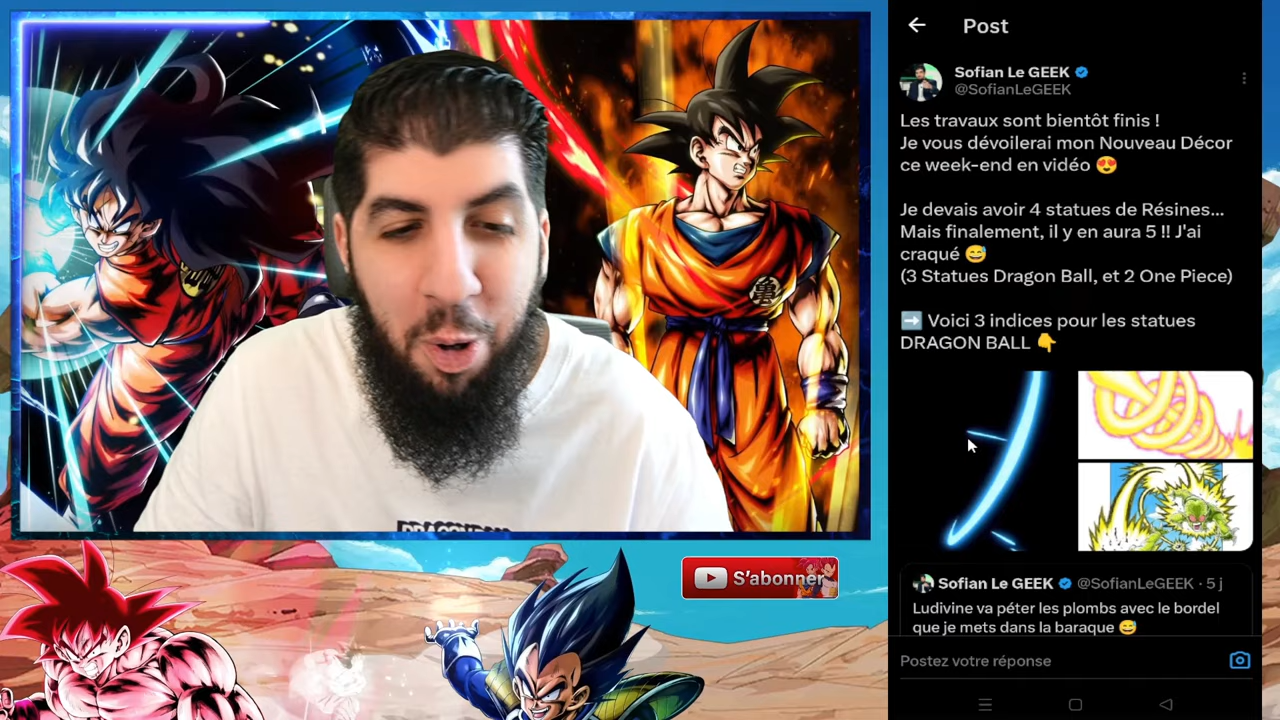 Post
Sofian Le GEEK
@SofianLeGEEK
Les travaux sont bientôt finis !
Je vous dévoilerai mon Nouveau Décor
ce week-end en vidéo 😍
Je devais avoir 4 statues de Résines...
Mais finalement, il y en aura 5 !! J'ai
craqué 😅
(3 Statues Dragon Ball, et 2 One Piece)
➡️ Voici 3 indices pour les statues
DRAGON BALL 👇
Sofian Le GEEK @SofianLeGEEK · 5 j
Ludivine va péter les plombs avec le bordel
que je mets dans la baraque 😅
Postez votre réponse
S'abonner